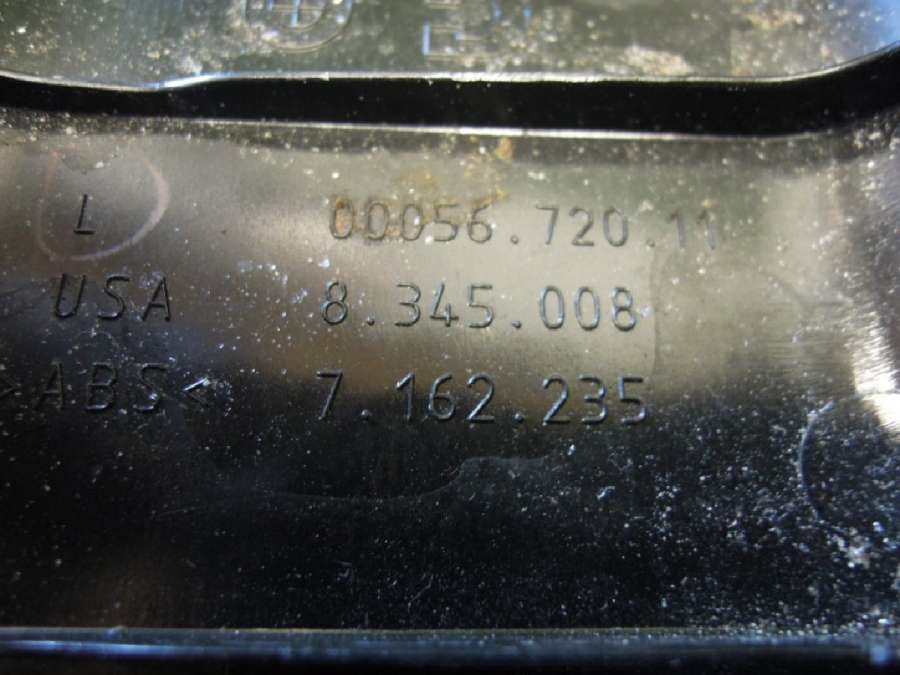 L 00056.720.11
USA 8.345.008
>ABS< 7.162.235